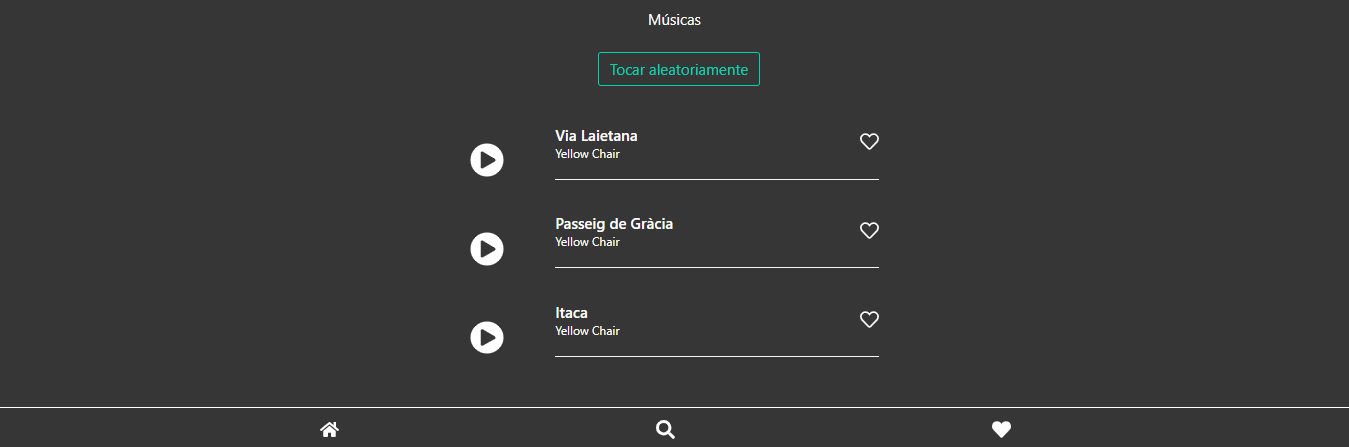 Músicas
Tocar aleatoriamente
Via Laietana
Yellow Chair
Passeig de Gràcia
Yellow Chair
Itaca
Yellow Chair